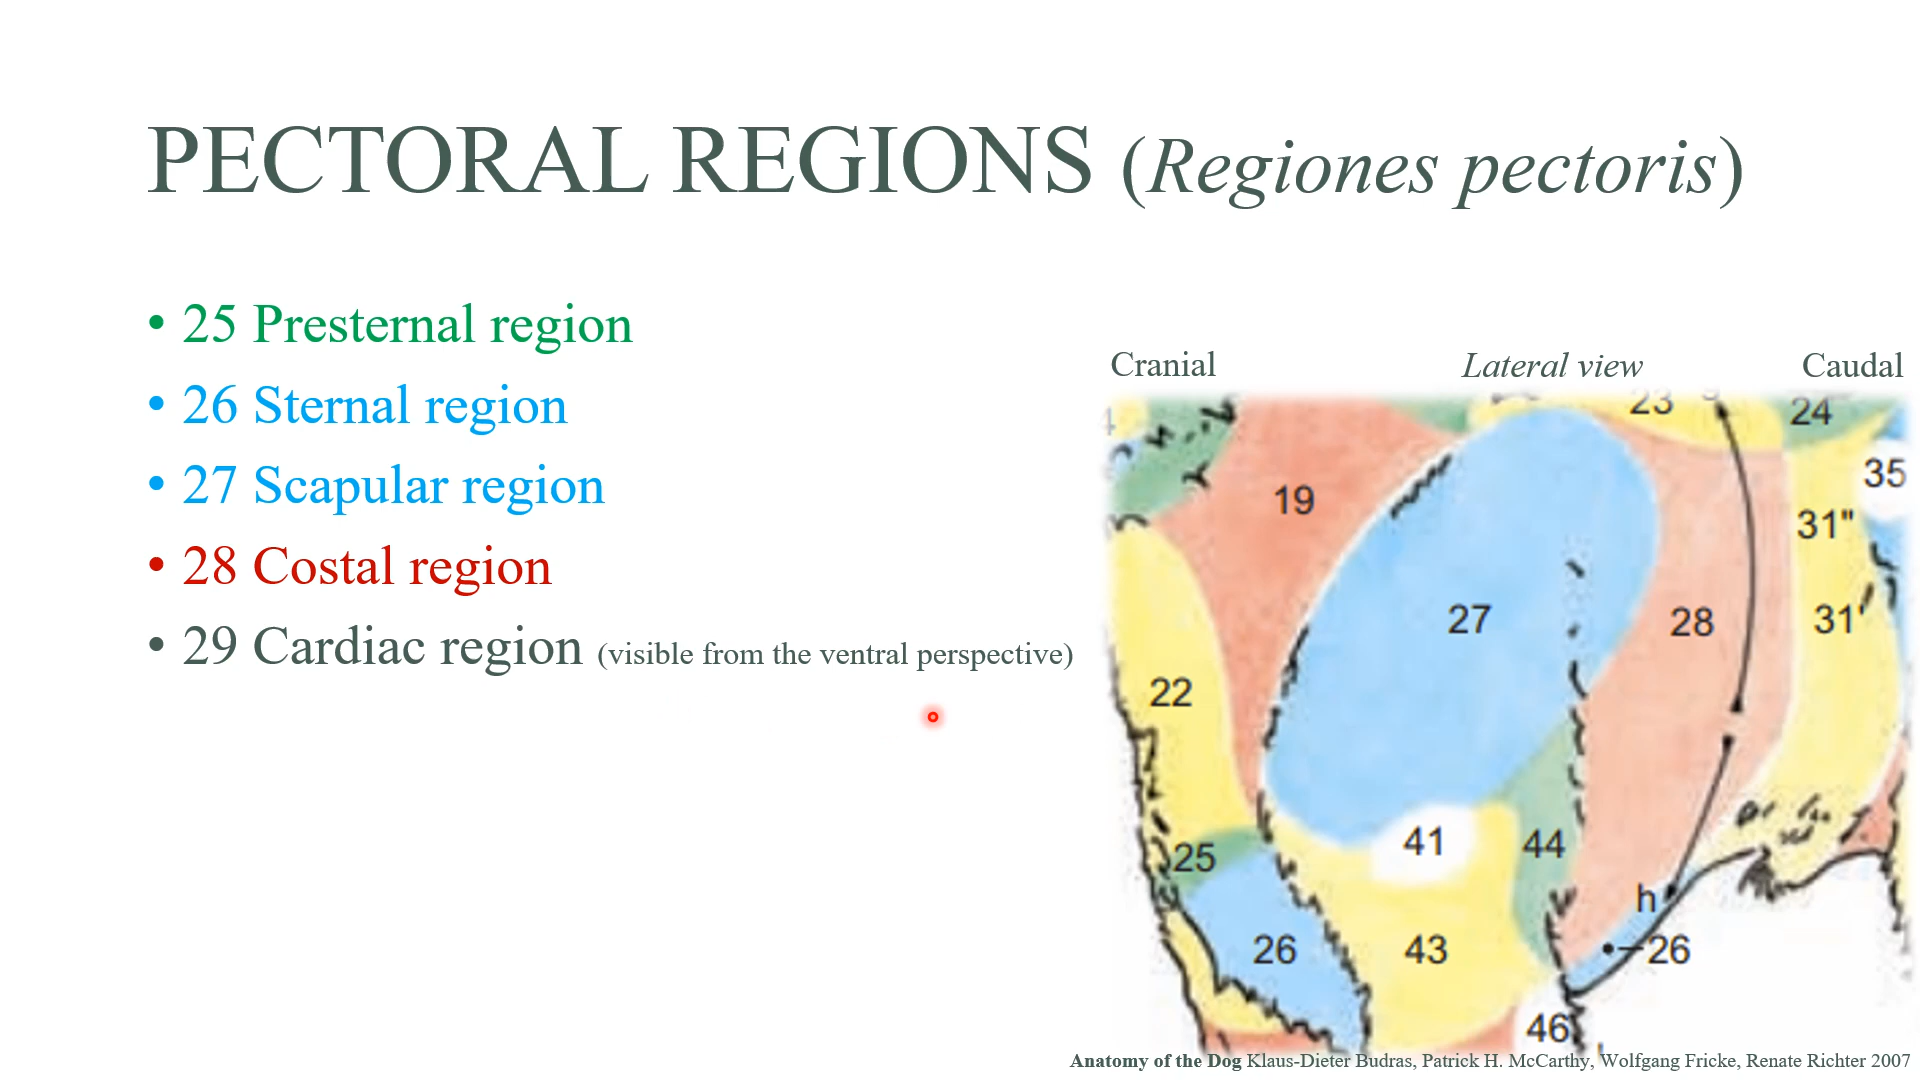 PECTORAL REGIONS (Regiones pectoris)
• 25 Presternal region
• 26 Sternal region
• 27 Scapular region
• 28 Costal region
• 29 Cardiac region (visible from the ventral perspective)
Cranial Lateral view Caudal
23
24
35
19
31"
27
28
31'
22
41
44
25
h
26
43
26
46
Anatomy of the Dog Klaus-Dieter Budras, Patrick H. McCarthy, Wolfgang Fricke, Renate Richter 2007